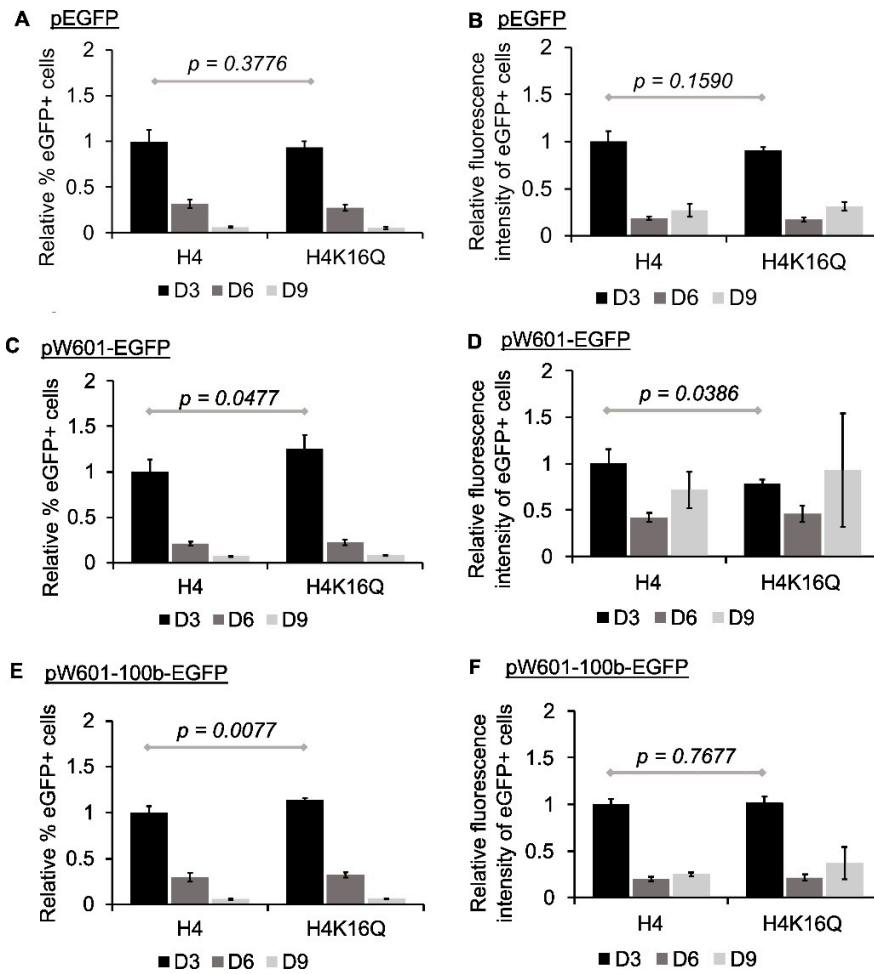 A pEGFP
Relative % eGFP+ cells
2
1.5
1
0.5
0
p = 0.3776
H4 H4K16Q
D3 D6 D9
B pEGFP
Relative fluorescence
intensity of eGFP+ cells
2
1.5
1
0.5
0
p = 0.1590
H4 H4K16Q
D3 D6 D9
C pW601-EGFP
Relative % eGFP+ cells
2
1.5
1
0.5
0
p = 0.0477
H4 H4K16Q
D3 D6 D9
D pW601-EGFP
Relative fluorescence
intensity of eGFP+ cells
2
1.5
1
0.5
0
p = 0.0386
H4 H4K16Q
D3 D6 D9
E pW601-100b-EGFP
Relative % eGFP+ cells
2
1.5
1
0.5
0
p = 0.0077
H4 H4K16Q
D3 D6 D9
F pW601-100b-EGFP
Relative fluorescence
intensity of eGFP+ cells
2
1.5
1
0.5
0
p = 0.7677
H4 H4K16Q
D3 D6 D9